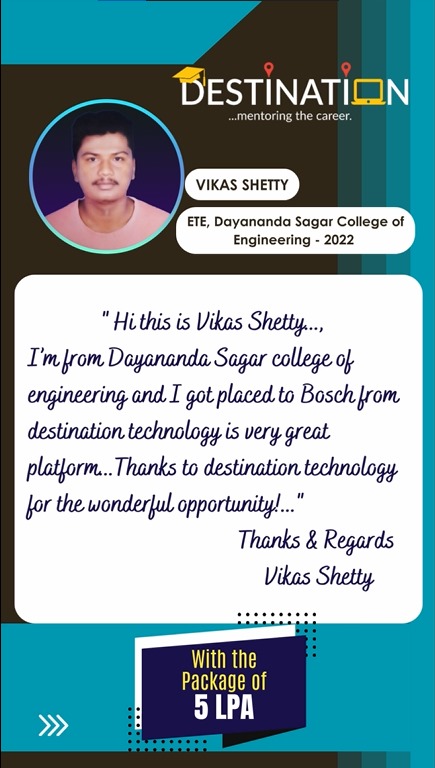 DESTINATION
...mentoring the career.
VIKAS SHETTY
ETE, Dayananda Sagar College of
Engineering - 2022
" Hi this is Vikas Shetty...,
I'm from Dayananda Sagar college of
engineering and I got placed to Bosch from
destination technology is very great
platform...Thanks to destination technology
for the wonderful opportunity!..."
Thanks & Regards
Vikas Shetty
With the
Package of
5 LPA